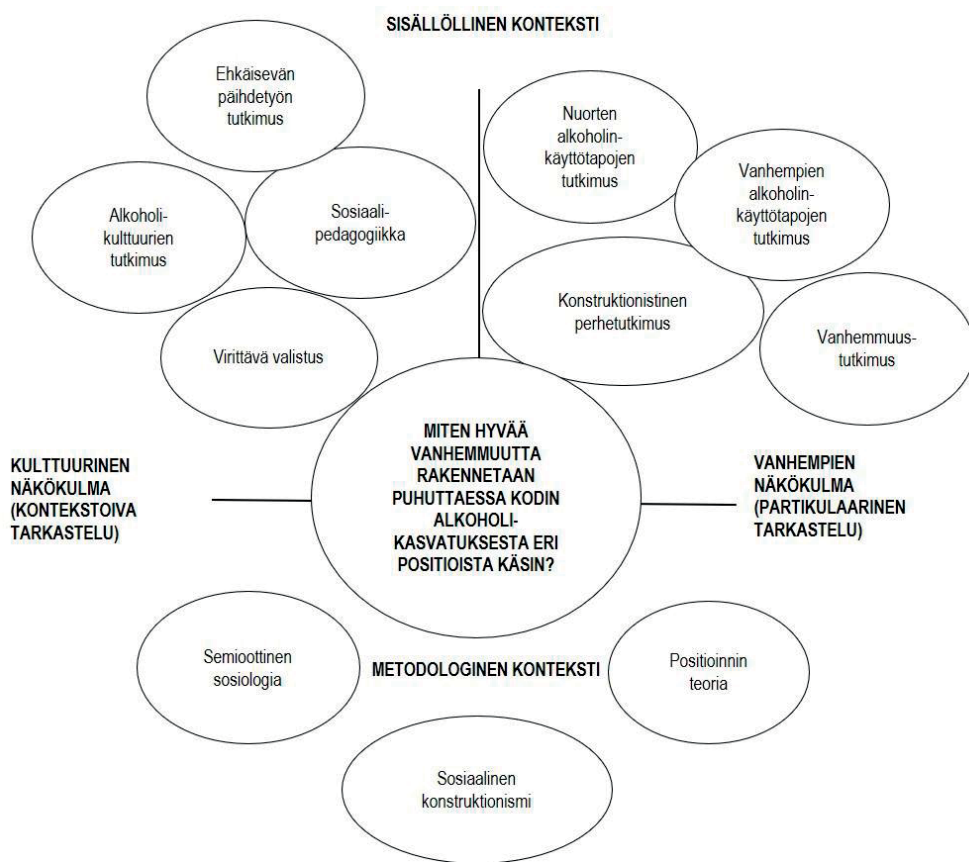 SISÄLLÖLLINEN KONTEKSTI
Ehkäisevän
päihdetyön
tutkimus
Nuorten
alkoholin-
käyttötapojen
tutkimus
Vanhempien
alkoholin-
käyttötapojen
tutkimus
Alkoholi-
kulttuurien
tutkimus
Sosiaali-
pedagogiikka
Konstruktionistinen
perhetutkimus
Vanhemmuus-
tutkimus
Virittävä valistus
MITEN HYVÄÄ
VANHEMMUUTTA
RAKENNETAAN
PUHUTTAESSA KODIN
ALKOHOLI-
KASVATUKSESTA ERI
POSITIOISTA KÄSIN?
KULTTUURINEN
NÄKÖKULMA
(KONTEKSTOIVA
TARKASTELU)
VANHEMPIEN
NÄKÖKULMA
(PARTIKULAARINEN
TARKASTELU)
Semioottinen
sosiologia
METODOLOGINEN KONTEKSTI
Positioinnin
teoria
Sosiaalinen
konstruktionismi